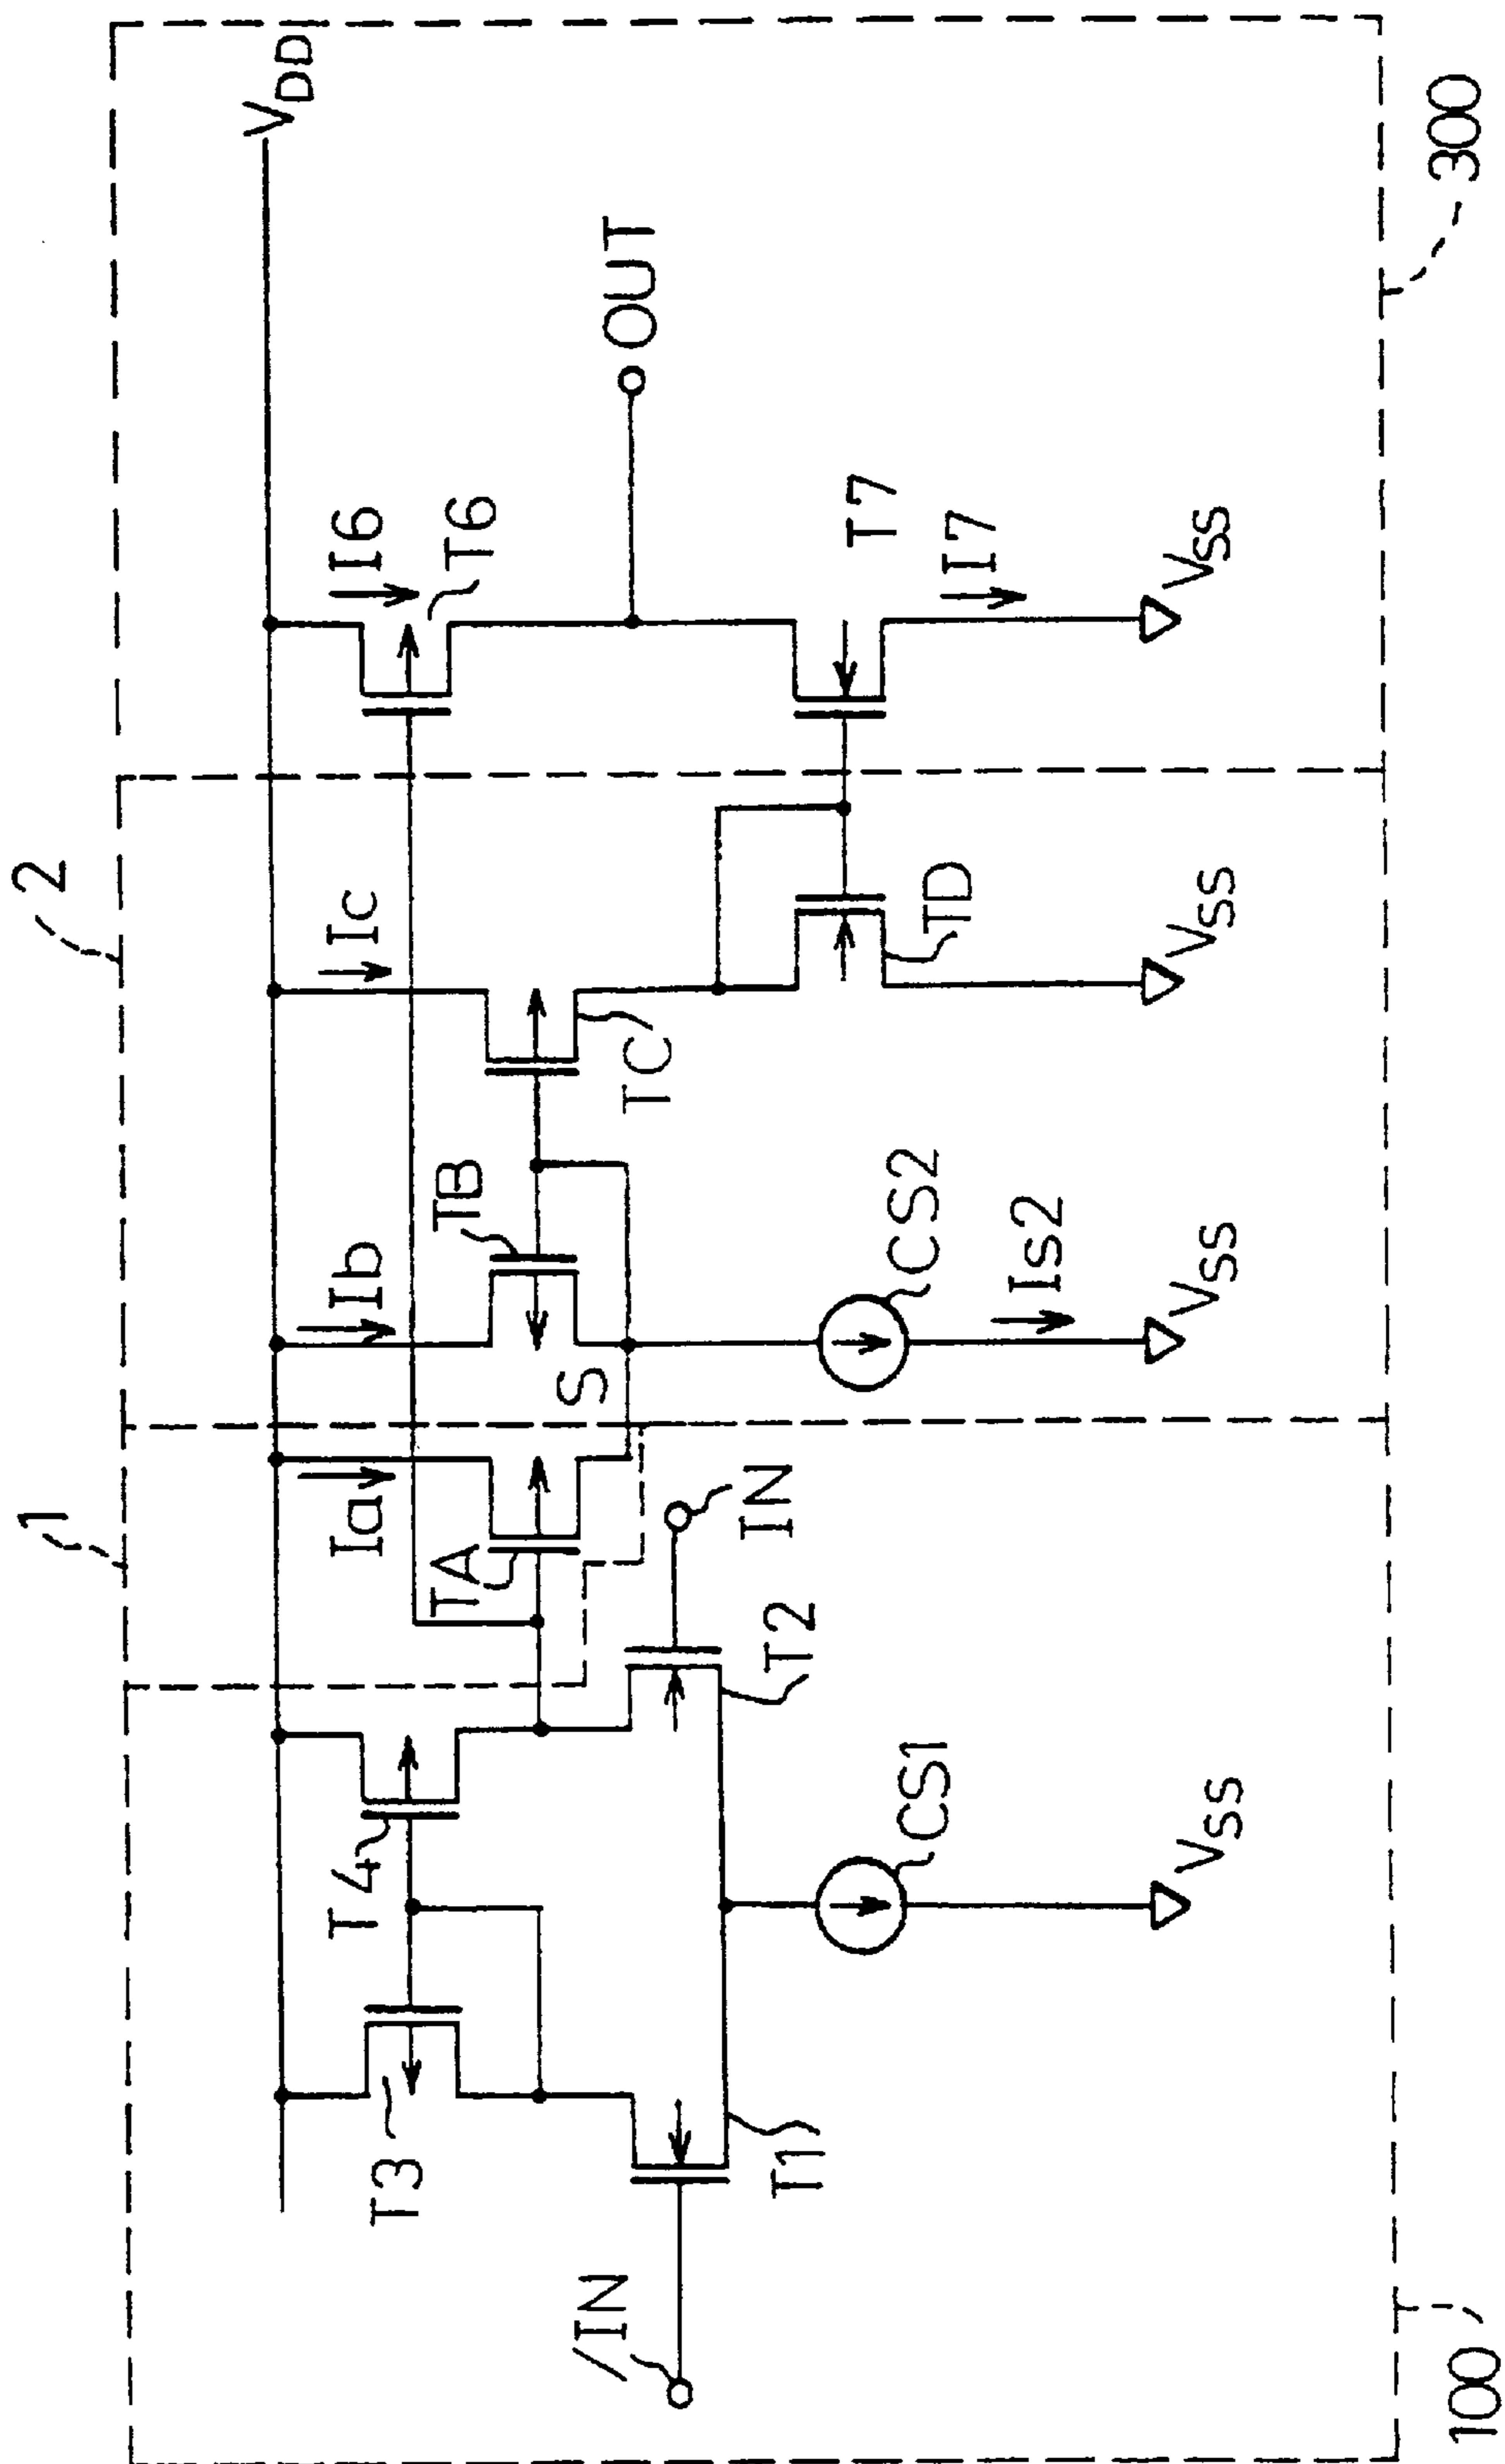 1
2
VDD
Ia
Ib
Ic
I6
T3
T4
TA
TB
TC
T6
S
OUT
/IN
IN
T1
T2
CS1
CS2
Is2
TD
T7
I7
VSS
VSS
VSS
VSS
100
300